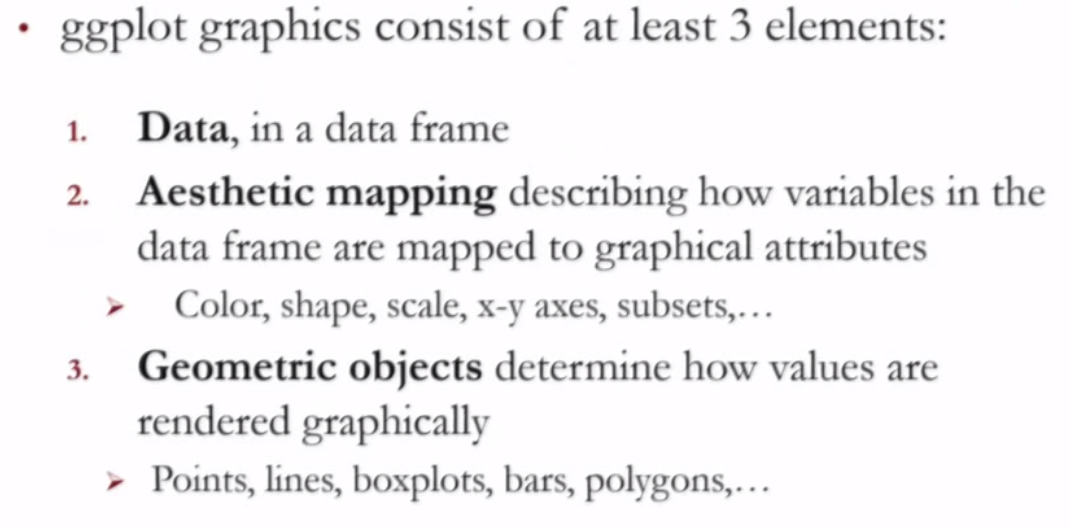 • ggplot graphics consist of at least 3 elements:
1. Data, in a data frame
2. Aesthetic mapping describing how variables in the
data frame are mapped to graphical attributes
➢ Color, shape, scale, x-y axes, subsets,…
3. Geometric objects determine how values are
rendered graphically
➢ Points, lines, boxplots, bars, polygons,…